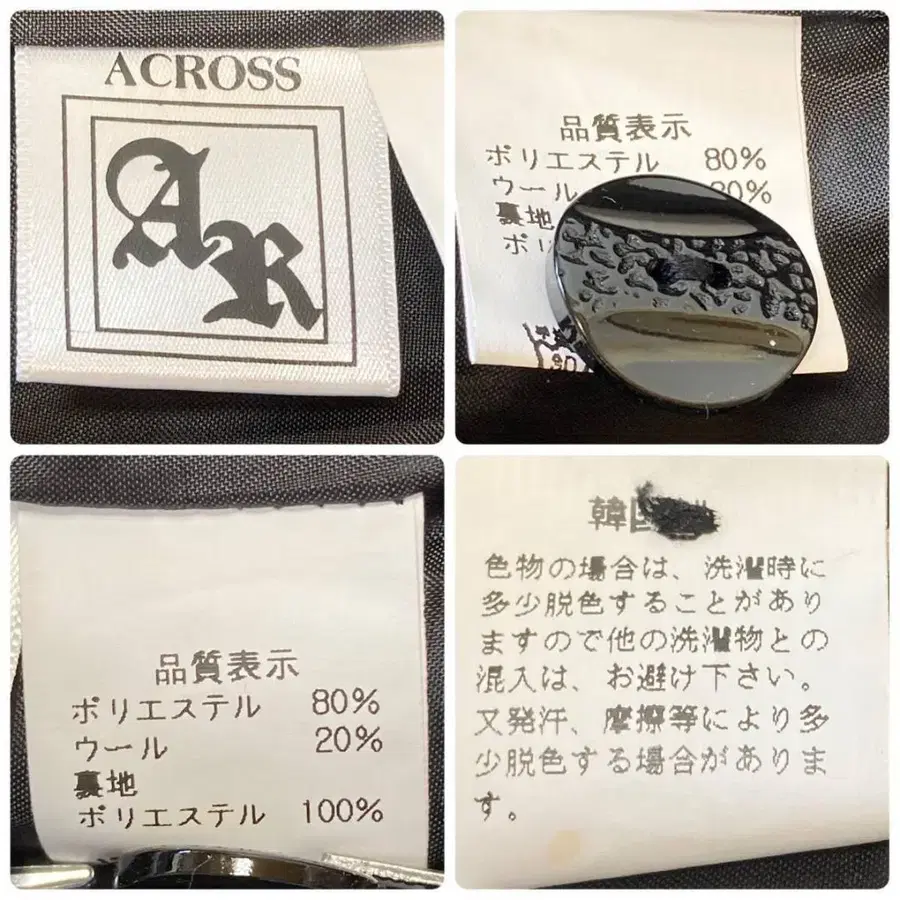 ACROSS
AR
品質表示
ポリエステル 80%
ウール 20%
裏地
ポリ
品質表示
ポリエステル 80%
ウール 20%
裏地
ポリエステル 100%
韓国
色物の場合は、洗濯時に
多少脱色することがあり
ますので他の洗濯物との
混入は、お避け下さい。
又発汗、摩擦等により多
少脱色する場合がありま
す。